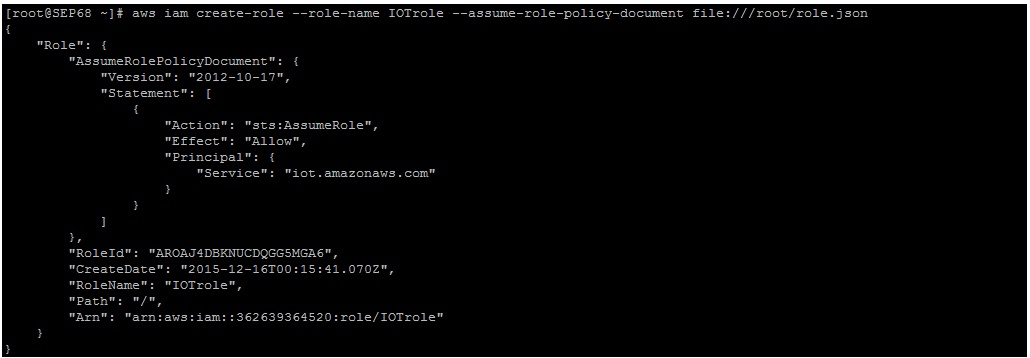 [root@SEP68 ~]# aws iam create-role --role-name IOTrole --assume-role-policy-document file:///root/role.json
{
    "Role": {
        "AssumeRolePolicyDocument": {
            "Version": "2012-10-17",
            "Statement": [
                {
                    "Action": "sts:AssumeRole",
                    "Effect": "Allow",
                    "Principal": {
                        "Service": "iot.amazonaws.com"
                    }
                }
            ]
        },
        "RoleId": "AROAJ4DBKNUCDQGG5MGA6",
        "CreateDate": "2015-12-16T00:15:41.070Z",
        "RoleName": "IOTrole",
        "Path": "/",
        "Arn": "arn:aws:iam::362639364520:role/IOTrole"
    }
}